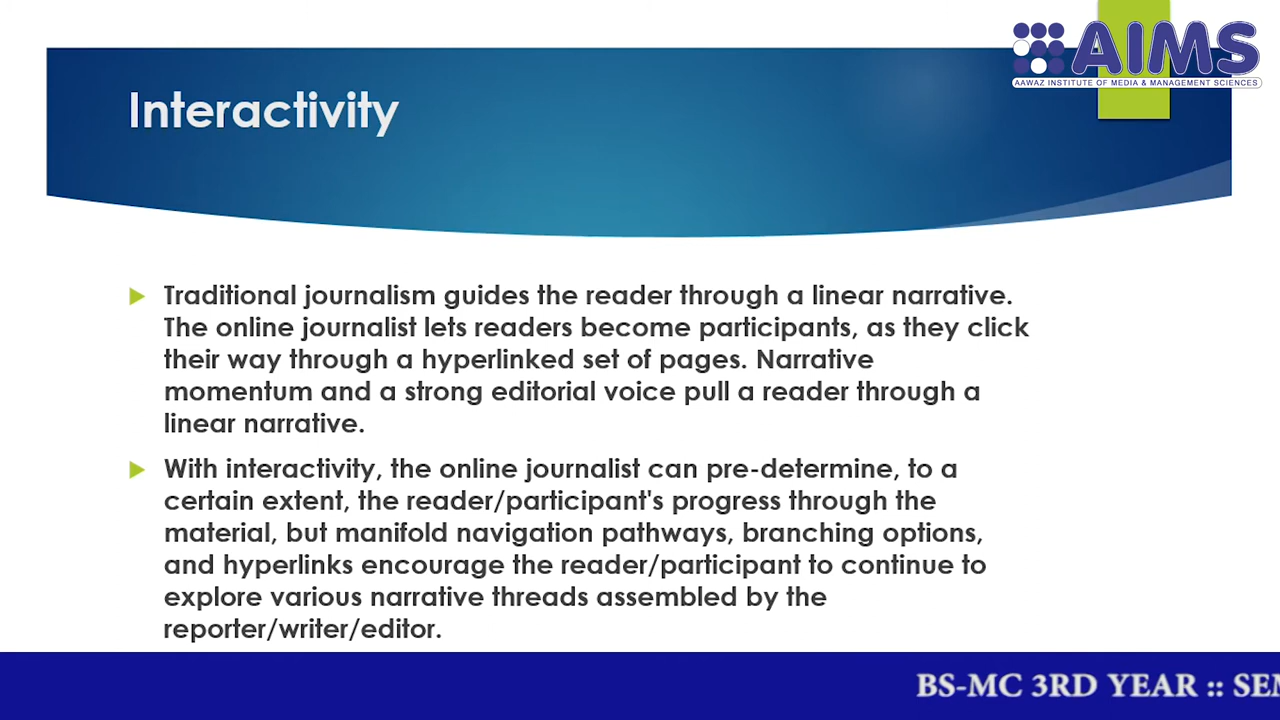 AIMS
AAWAZ INSTITUTE OF MEDIA & MANAGEMENT SCIENCES
Interactivity
Traditional journalism guides the reader through a linear narrative.
The online journalist lets readers become participants, as they click
their way through a hyperlinked set of pages. Narrative
momentum and a strong editorial voice pull a reader through a
linear narrative.
With interactivity, the online journalist can pre-determine, to a
certain extent, the reader/participant's progress through the
material, but manifold navigation pathways, branching options,
and hyperlinks encourage the reader/participant to continue to
explore various narrative threads assembled by the
reporter/writer/editor.
BS-MC 3RD YEAR :: SEM